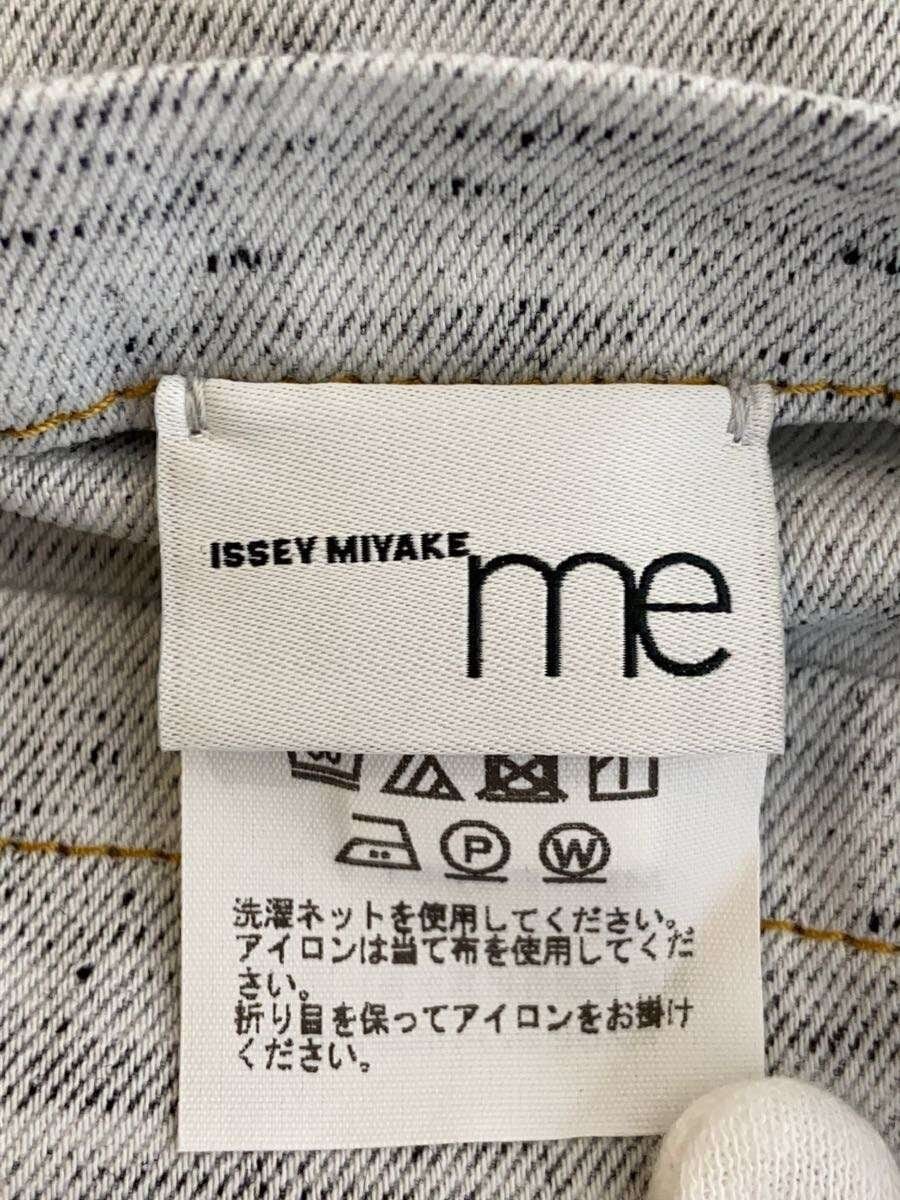 ISSEY MIYAKE
me
P
W
洗濯ネットを使用してください。
アイロンは当て布を使用してくだ
さい。
折り目を保ってアイロンをお掛け
ください。